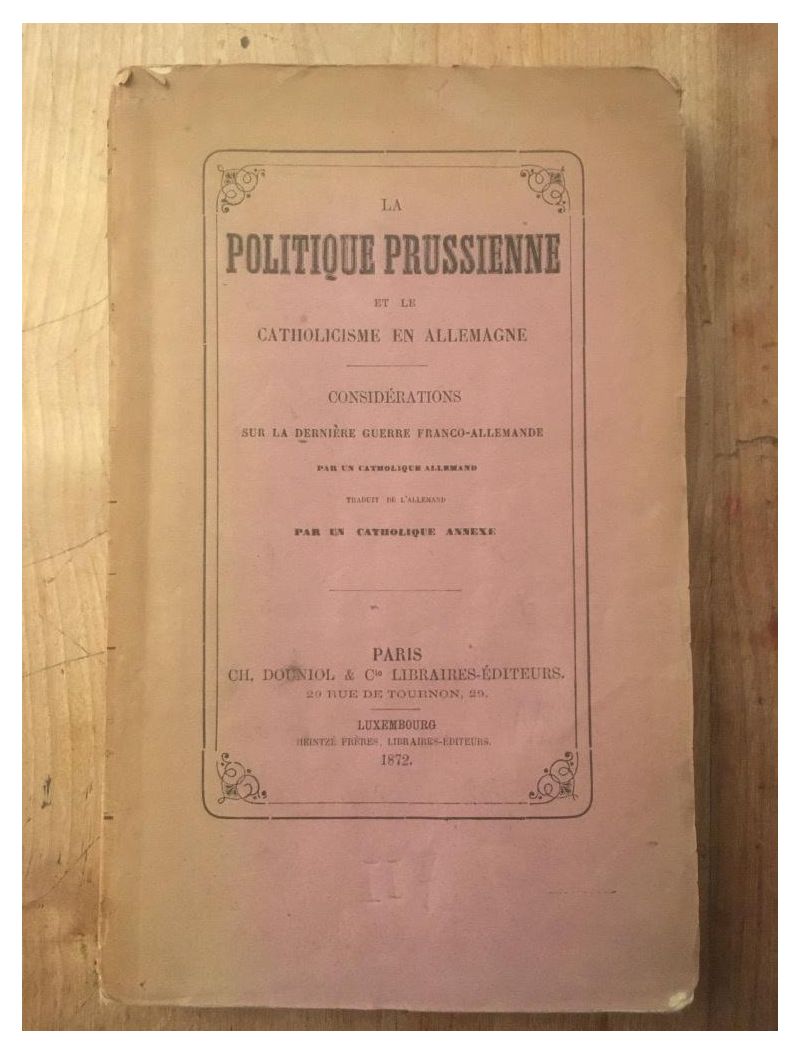 LA
POLITIQUE PRUSSIENNE
ET LE
CATHOLICISME EN ALLEMAGNE
CONSIDÉRATIONS
SUR LA DERNIÈRE GUERRE FRANCO-ALLEMANDE
PAR UN CATHOLIQUE ALLEMAND
TRADUIT DE L'ALLEMAND
PAR UN CATHOLIQUE ANNEXE
PARIS
CH. DOUNIOL & Cie LIBRAIRES-ÉDITEURS.
29 RUE DE TOURNON, 29.
LUXEMBOURG
HEINTZÉ FRÈRES, LIBRAIRES-ÉDITEURS.
1872.